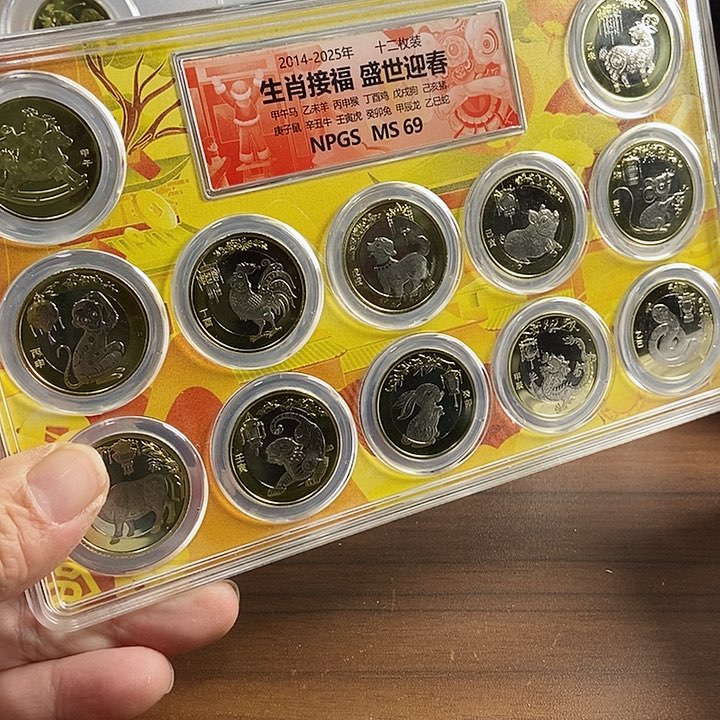 2014-2025年 十二枚装
生肖接福 盛世迎春
甲午马 乙未羊 丙申猴 丁酉鸡 戊戌狗 己亥猪
庚子鼠 辛丑牛 壬寅虎 癸卯兔 甲辰龙 乙巳蛇
NPGS MS 69
丙申